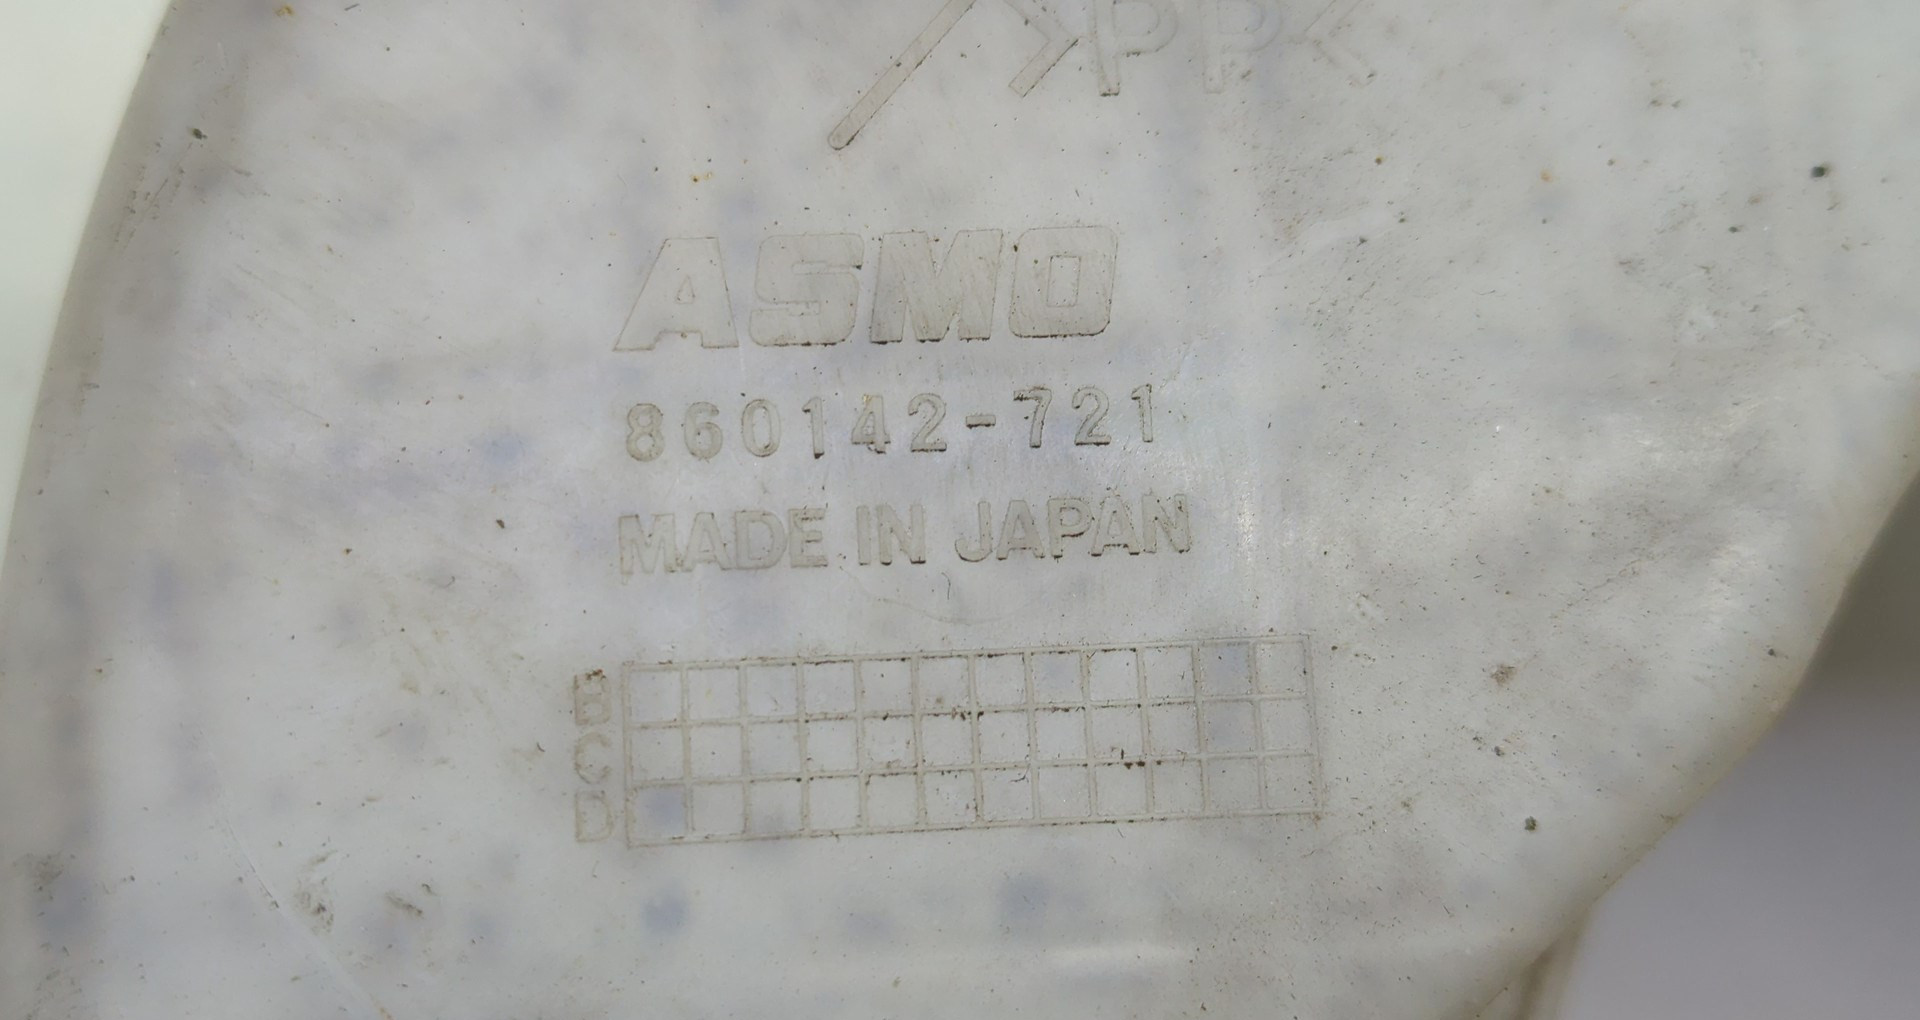 >PP<
ASMO
860142-721
MADE IN JAPAN
B
C
D